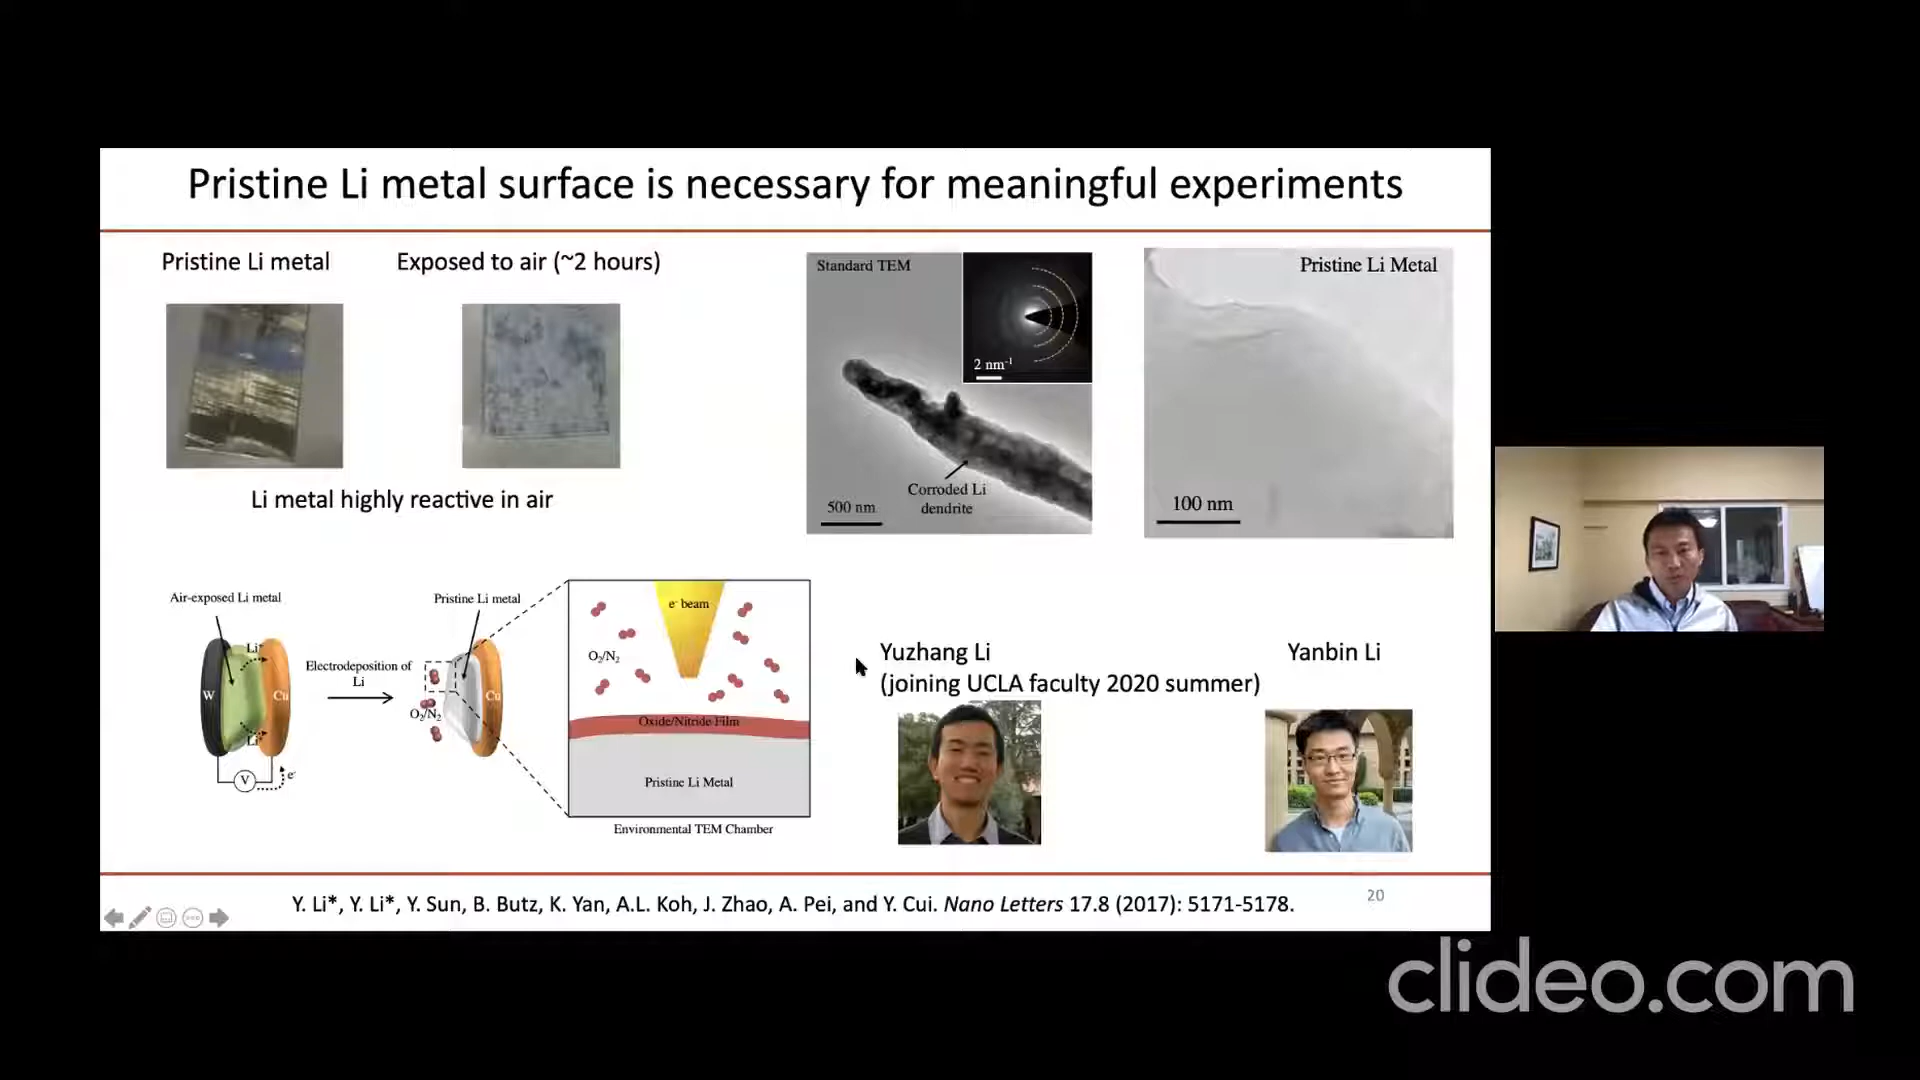 Pristine Li metal surface is necessary for meaningful experiments
Pristine Li metal
Exposed to air (~2 hours)
Li metal highly reactive in air
Standard TEM
2 nm⁻¹
Corroded Li
dendrite
500 nm
Pristine Li Metal
100 nm
Air-exposed Li metal
Li⁺
W
Cu
Li⁺
V
e⁻
Electrodeposition of
Li
Pristine Li metal
O₂/N₂
Cu
e⁻ beam
O₂/N₂
Oxide/Nitride Film
Pristine Li Metal
Environmental TEM Chamber
Yuzhang Li
(joining UCLA faculty 2020 summer)
Yanbin Li
Y. Li*, Y. Li*, Y. Sun, B. Butz, K. Yan, A.L. Koh, J. Zhao, A. Pei, and Y. Cui. Nano Letters 17.8 (2017): 5171-5178.
20
clideo.com